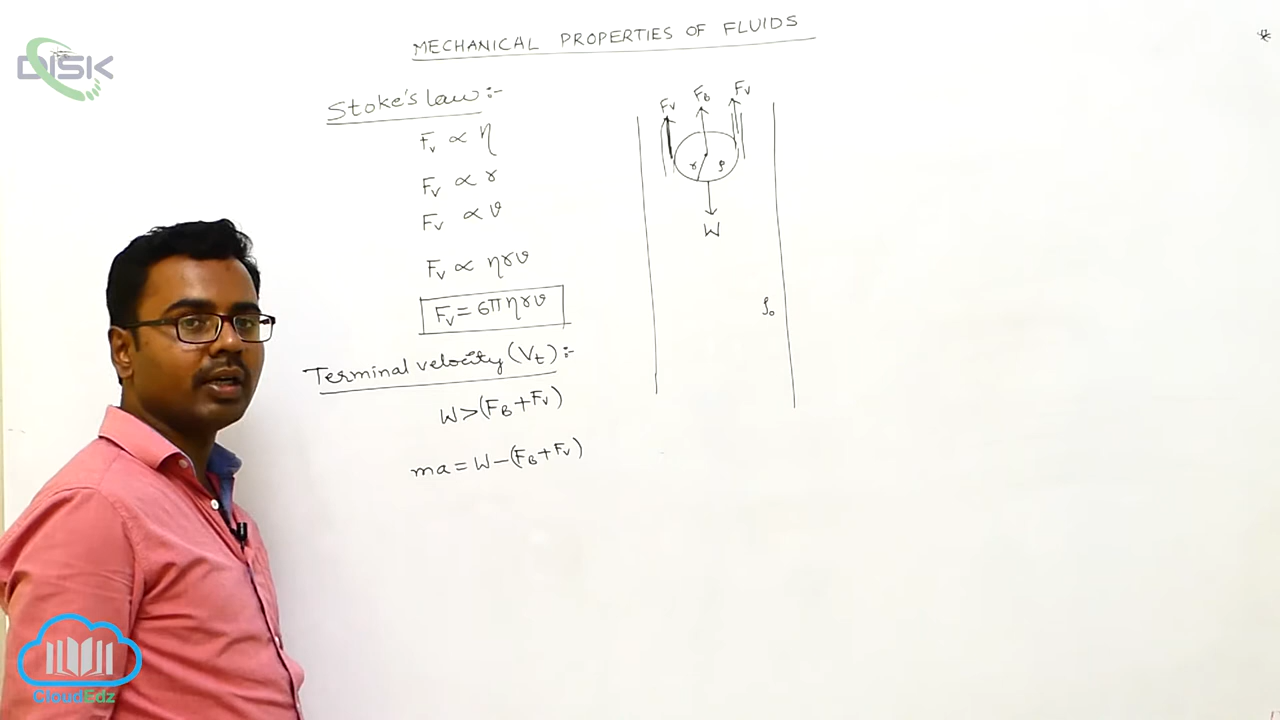 DISK
MECHANICAL PROPERTIES OF FLUIDS
Stoke's law :-
Fv ∝ η
Fv ∝ r
Fv ∝ v
Fv ∝ ηrv
Fv = 6πηrv
Terminal velocity (Vt) :-
W > (FB + Fv)
ma = W - (FB + Fv)
Fv FB Fv
r ρ
W
ρ0
CloudEdz